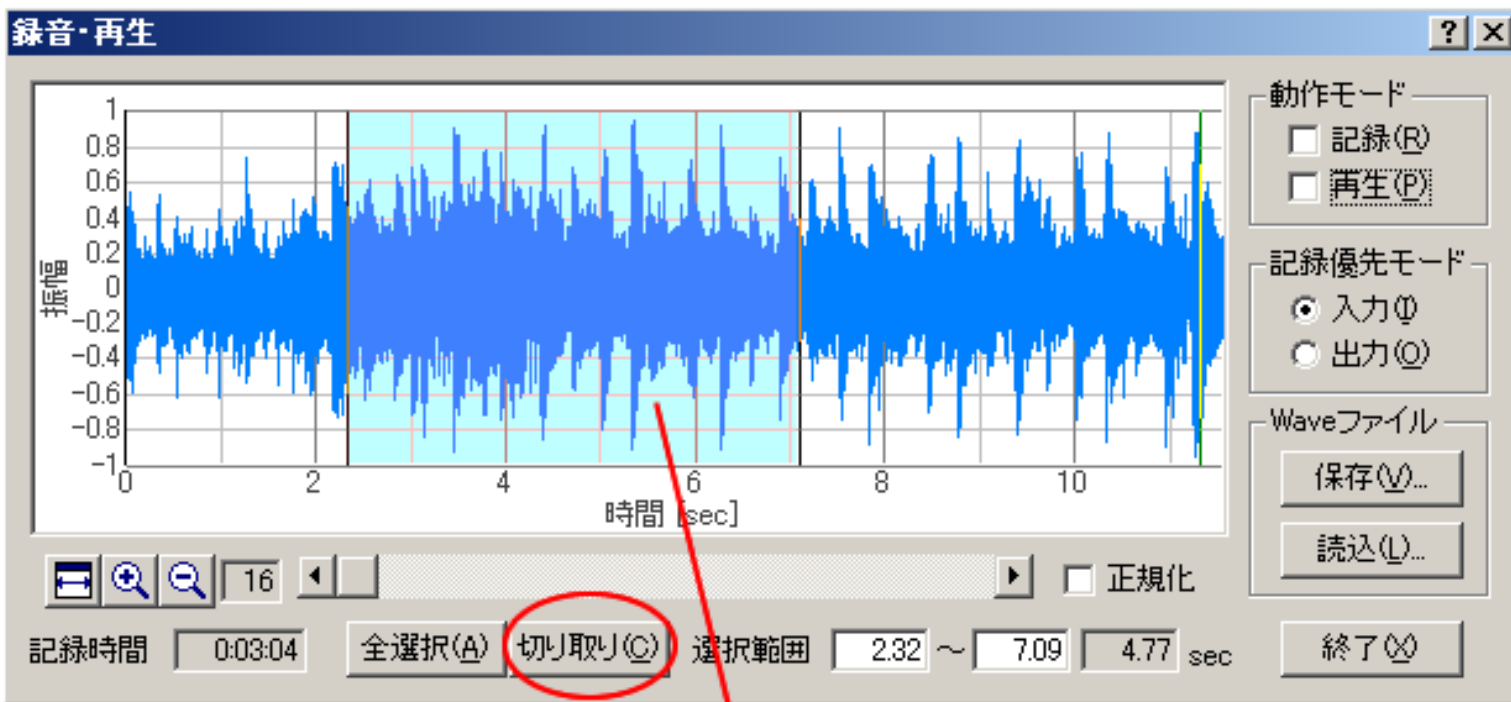 録音・再生
1
0.8
0.6
0.4
0.2
0
-0.2
-0.4
-0.6
-0.8
-1
振幅
0 2 4 6 8 10
時間 [sec]
動作モード
記録(R)
再生(P)
記録優先モード
入力(I)
出力(O)
Waveファイル
保存(V)...
読込(L)...
16
正規化
記録時間 0:03:04 全選択(A) 切り取り(C) 選択範囲 2.32 ～ 7.09 4.77 sec 終了(X)